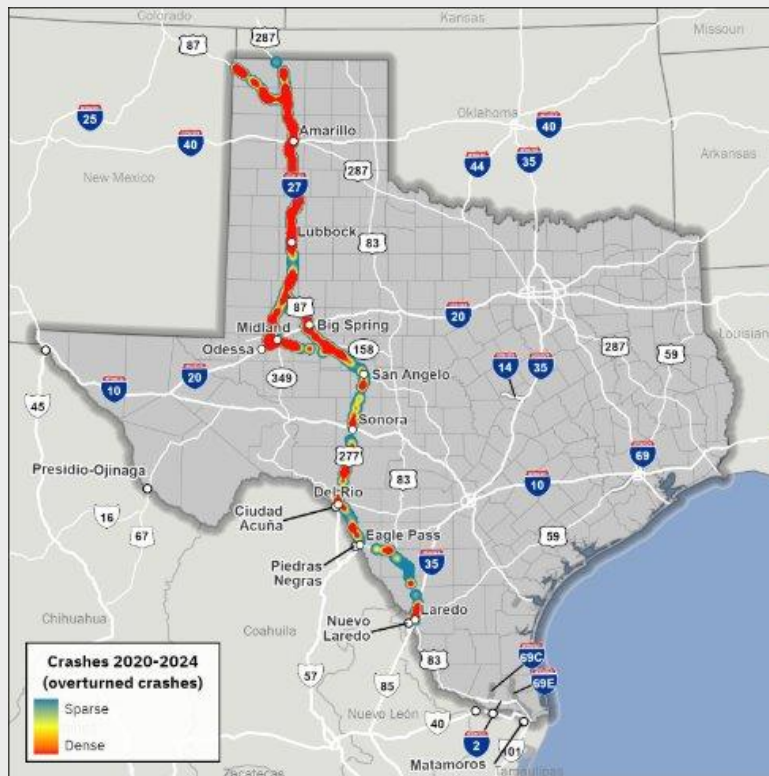 Colorado
Kansas
Missouri
87
287
25
40
Amarillo
Oklahoma
40
44
35
Arkansas
New Mexico
27
287
Lubbock
83
87
Big Spring
20
Midland
Odessa
158
San Angelo
287
59
Louisian
14
35
349
20
10
45
Sonora
277
83
10
69
Presidio-Ojinaga
Del Rio
Ciudad
Acuña
16
67
59
Eagle Pass
Piedras
Negras
35
Chihuahua
Coahuila
Laredo
Nuevo
Laredo
83
69C
69E
57
85
Nuevo León
40
2
Matamoros
101
Tamaulipas
Zacatecas
Crashes 2020-2024
(overturned crashes)
Sparse
Dense